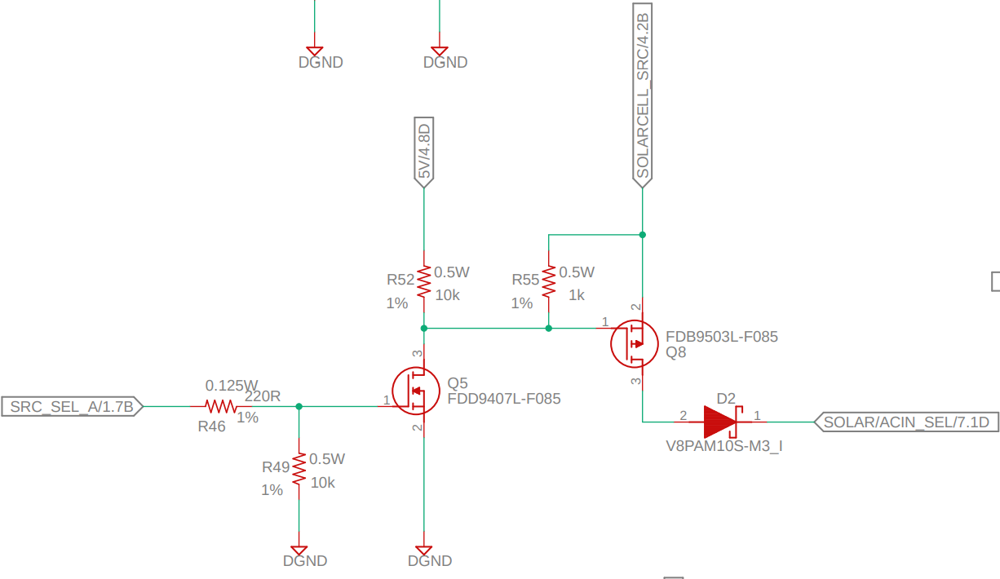 DGND
DGND
SOLARCELL_SRC/4.2B
5V/4.8D
R52
0.5W
10k
1%
R55
0.5W
1k
1%
1
2
3
FDB9503L-F085
Q8
3
1
2
Q5
FDD9407L-F085
SRC_SEL_A/1.7B
0.125W
220R
R46
1%
R49
0.5W
10k
1%
D2
2
1
V8PAM10S-M3_I
SOLAR/ACIN_SEL/7.1D
DGND
DGND